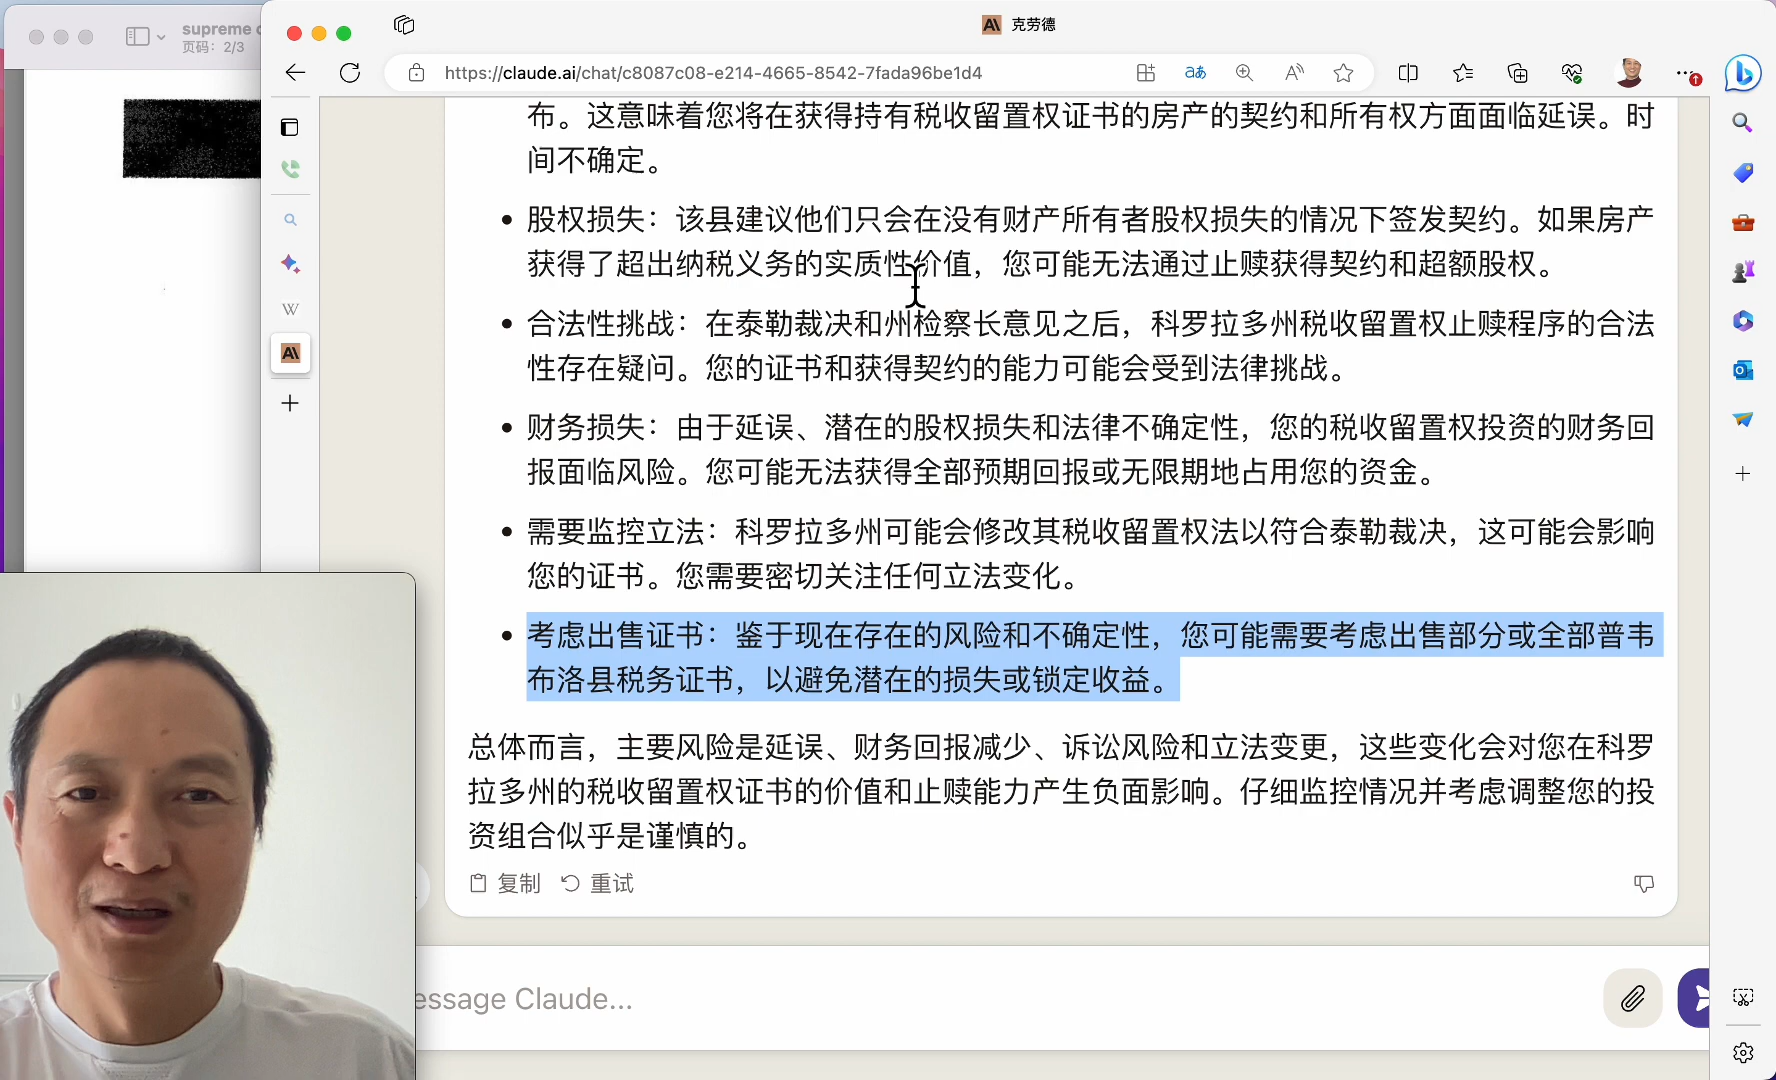 supreme
页码：2/3
克劳德
https://claude.ai/chat/c8087c08-e214-4665-8542-7fada96be1d4
布。这意味着您将在获得持有税收留置权证书的房产的契约和所有权方面面临延误。时
间不确定。
股权损失：该县建议他们只会在没有财产所有者股权损失的情况下签发契约。如果房产
获得了超出纳税义务的实质性价值，您可能无法通过止赎获得契约和超额股权。
合法性挑战：在泰勒裁决和州检察长意见之后，科罗拉多州税收留置权止赎程序的合法
性存在疑问。您的证书和获得契约的能力可能会受到法律挑战。
财务损失：由于延误、潜在的股权损失和法律不确定性，您的税收留置权投资的财务回
报面临风险。您可能无法获得全部预期回报或无限期地占用您的资金。
需要监控立法：科罗拉多州可能会修改其税收留置权法以符合泰勒裁决，这可能会影响
您的证书。您需要密切关注任何立法变化。
考虑出售证书：鉴于现在存在的风险和不确定性，您可能需要考虑出售部分或全部普韦
布洛县税务证书，以避免潜在的损失或锁定收益。
总体而言，主要风险是延误、财务回报减少、诉讼风险和立法变更，这些变化会对您在科罗
拉多州的税收留置权证书的价值和止赎能力产生负面影响。仔细监控情况并考虑调整您的投
资组合似乎是谨慎的。
复制 重试
essage Claude...